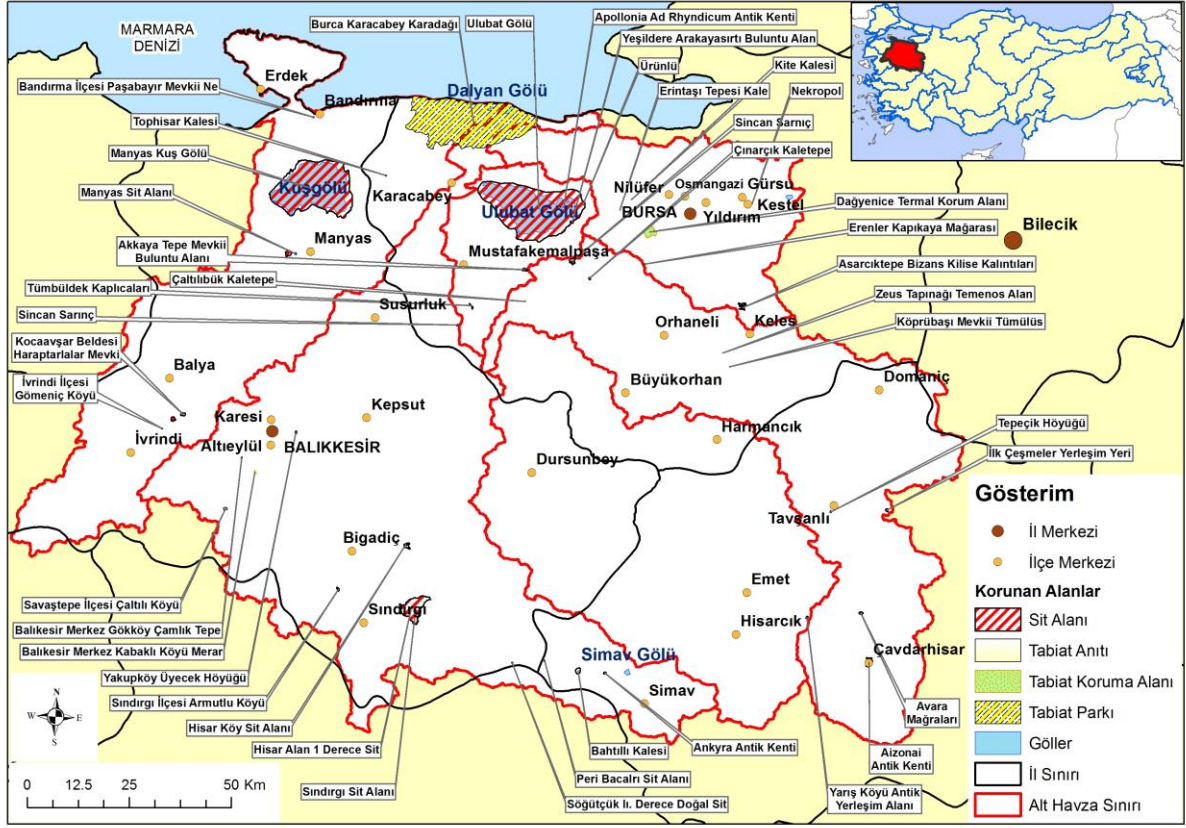 MARMARA
DENİZİ
Burca Karacabey Karadağı
Ulubat Gölü
Apollonia Ad Rhyndicum Antik Kenti
Yeşildere Arakayasırtı Buluntu Alan
Ürünlü
Kite Kalesi
Erintaşı Tepesi Kale
Nekropol
Sincan Sarnıç
Çınarçık Kaletepe
Erdek
Bandırma
Bandırma İlçesi Paşabayır Mevkii Ne
Dalyan Gölü
Tophisar Kalesi
Manyas Kuş Gölü
Kuşgölü
Karacabey
Ulubat Gölü
Nilüfer
Osmangazi
Gürsu
BURSA
Yıldırım
Kestel
Dağyenice Termal Korum Alanı
Bilecik
Manyas Sit Alanı
Manyas
Mustafakemalpaşa
Erenler Kapıkaya Mağarası
Akkaya Tepe Mevkii
Buluntu Alanı
Çaltılıbük Kaletepe
Asarcıktepe Bizans Kilise Kalıntıları
Tümbüldek Kaplıcaları
Zeus Tapınağı Temenos Alan
Susurluk
Sincan Sarnıç
Orhaneli
Keles
Köprübaşı Mevkii Tümülüs
Kocaavşar Beldesi
Haraptarlalar Mevki
Balya
İvrindi İlçesi
Gömeniç Köyü
Büyükorhan
Domaniç
Karesi
Kepsut
Harmancık
Tepeçik Höyüğü
İvrindi
Altıeylül
BALIKKESİR
İlk Çeşmeler Yerleşim Yeri
Dursunbey
Tavşanlı
Bigadiç
Emet
Savaştepe İlçesi Çaltılı Köyü
Sındırgı
Balıkesir Merkez Gökköy Çamlık Tepe
Hisarcık
Balıkesir Merkez Kabaklı Köyü Merar
Çavdarhisar
Yakupköy Üyecek Höyüğü
Simav Gölü
Sındırgı İlçesi Armutlu Köyü
Simav
Avara
Mağraları
Hisar Köy Sit Alanı
Hisar Alan 1 Derece Sit
Bahtıllı Kalesi
Ankyra Antik Kenti
Aizonai
Antik Kenti
Peri Bacalrı Sit Alanı
Sındırgı Sit Alanı
Söğütçük Iı. Derece Doğal Sit
Yarış Köyü Antik
Yerleşim Alanı
Gösterim
İl Merkezi
İlçe Merkezi
Korunan Alanlar
Sit Alanı
Tabiat Anıtı
Tabiat Koruma Alanı
Tabiat Parkı
Göller
İl Sınırı
Alt Havza Sınırı
N
W
E
S
0 12.5 25 50 Km